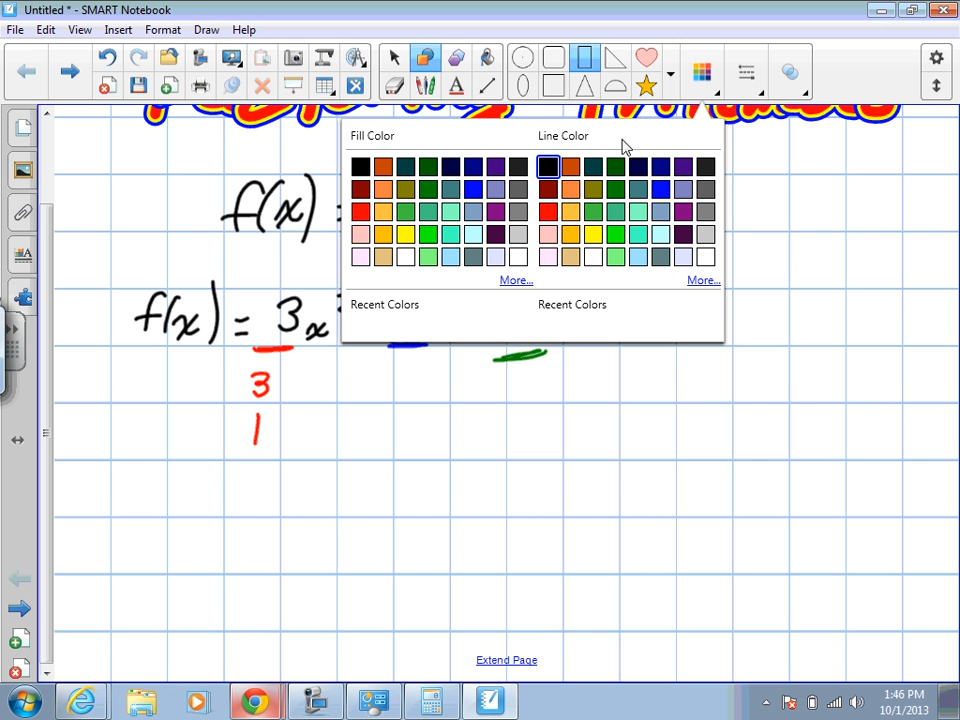 Untitled * - SMART Notebook
File Edit View Insert Format Draw Help
Fill Color Line Color
More... More...
Recent Colors Recent Colors
f(x) =
f(x) = 3x
3
1
Extend Page
1:46 PM
10/1/2013